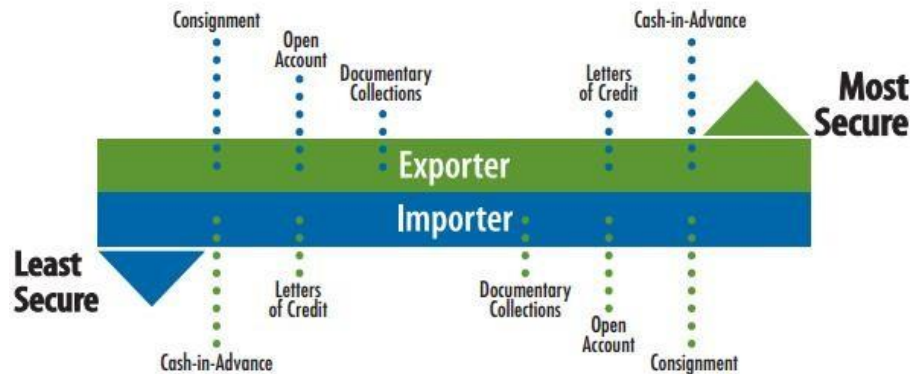 Consignment
Cash-in-Advance
Open
Account
Documentary
Collections
Letters
of Credit
Most
Secure
Exporter
Importer
Least
Secure
Letters
of Credit
Documentary
Collections
Open
Account
Cash-in-Advance
Consignment